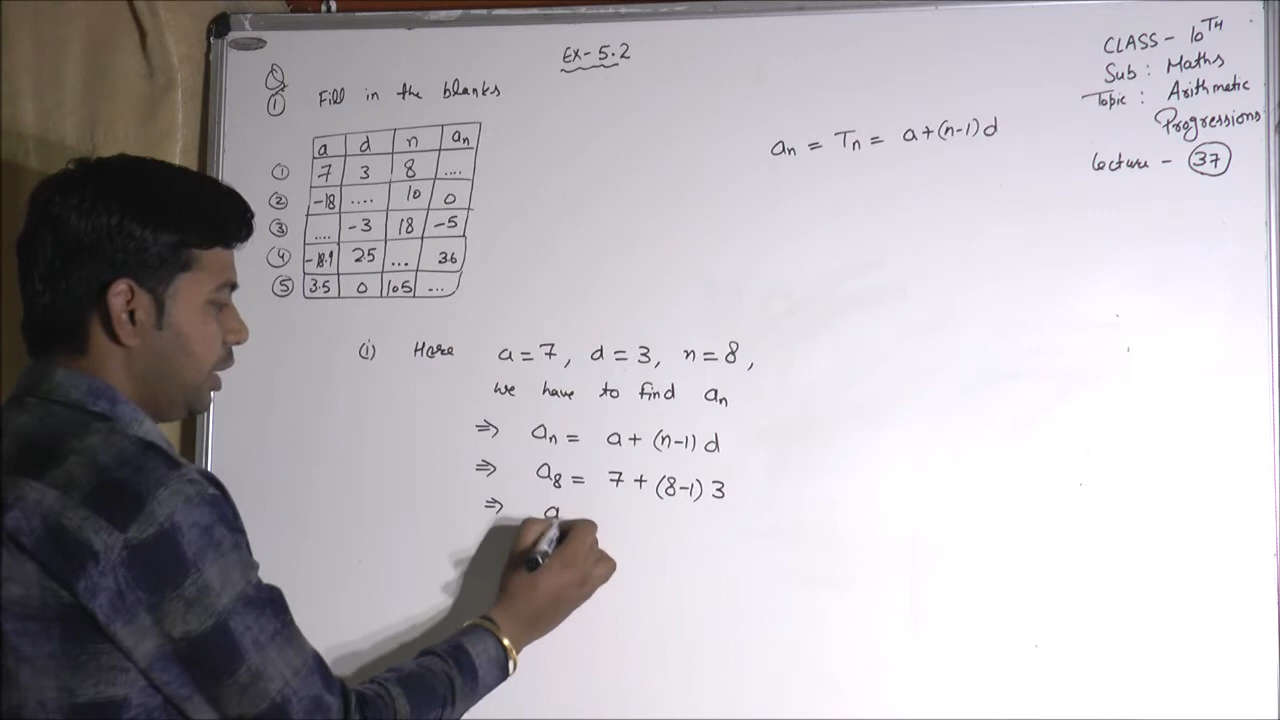 EX- 5.2
CLASS - 10TH
Sub : Maths
Topic : Arithmetic
Progressions
Lecture - 37
Q
1 Fill in the blanks
a d n an
1 7 3 8 ....
2 -18 .... 10 0
3 .... -3 18 -5
4 -18.9 2.5 ... 3.6
5 3.5 0 105 ...
an = Tn = a+(n-1)d
(i) Here a=7, d=3, n=8,
we have to find an
⇒ an = a+(n-1)d
⇒ a8 = 7+(8-1)3
⇒ a